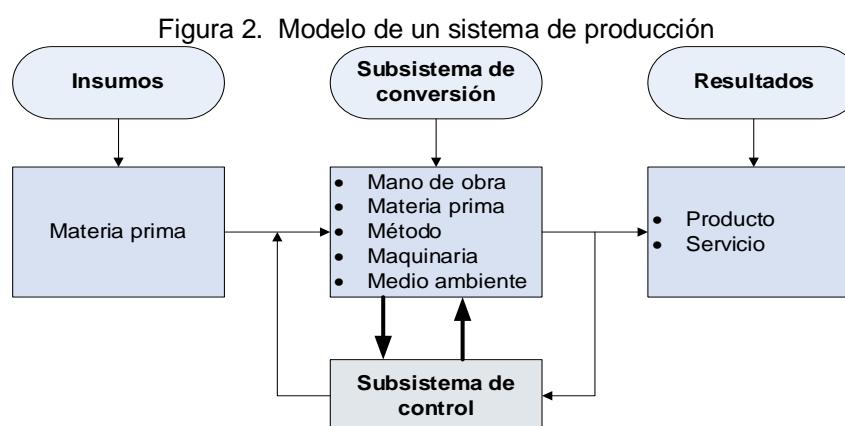 Figura 2. Modelo de un sistema de producción
Insumos
Subsistema de
conversión
Resultados
Materia prima
• Mano de obra
• Materia prima
• Método
• Maquinaria
• Medio ambiente
• Producto
• Servicio
Subsistema de
control